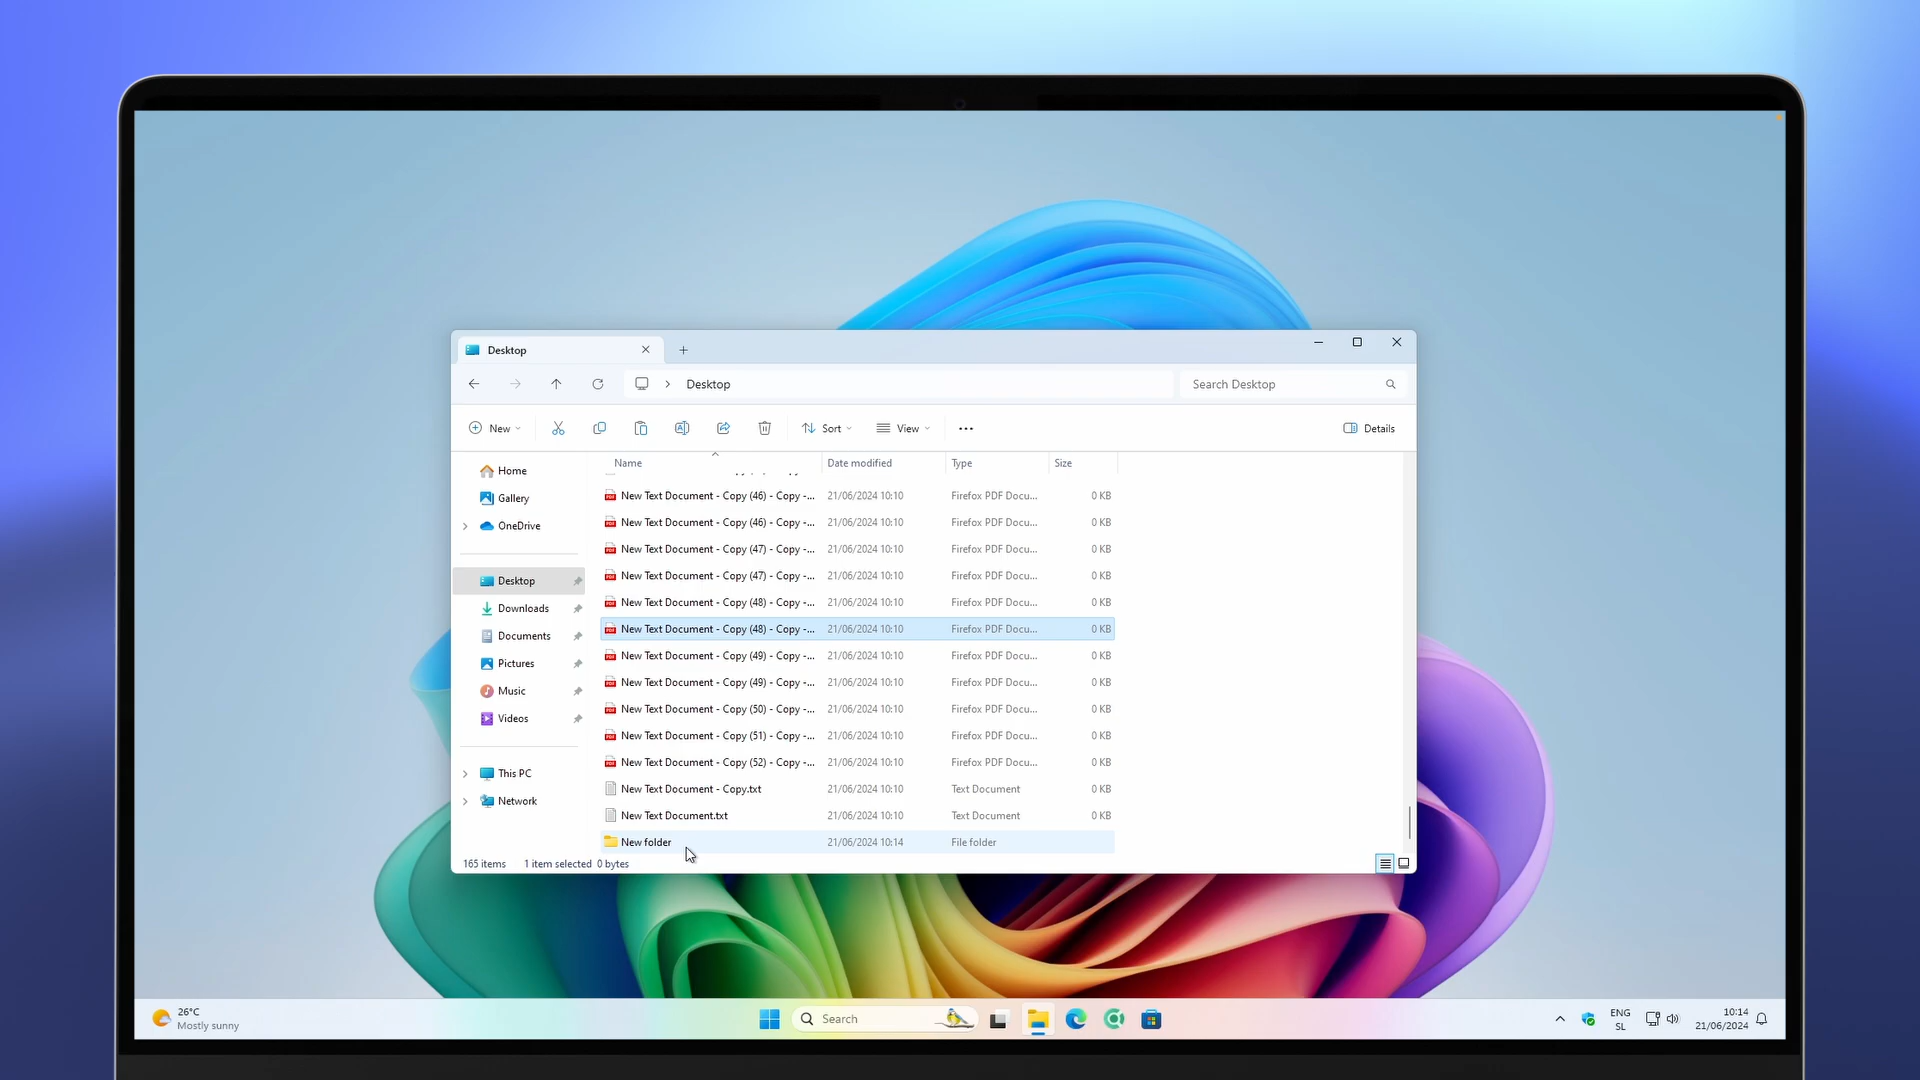 Desktop
Desktop
Search Desktop
New
Sort
View
Details
Name Date modified Type Size
Home
Gallery
OneDrive
Desktop
Downloads
Documents
Pictures
Music
Videos
This PC
Network
New Text Document - Copy (46) - Copy -... 21/06/2024 10:10 Firefox PDF Docu... 0 KB
New Text Document - Copy (46) - Copy -... 21/06/2024 10:10 Firefox PDF Docu... 0 KB
New Text Document - Copy (47) - Copy -... 21/06/2024 10:10 Firefox PDF Docu... 0 KB
New Text Document - Copy (47) - Copy -... 21/06/2024 10:10 Firefox PDF Docu... 0 KB
New Text Document - Copy (48) - Copy -... 21/06/2024 10:10 Firefox PDF Docu... 0 KB
New Text Document - Copy (48) - Copy -... 21/06/2024 10:10 Firefox PDF Docu... 0 KB
New Text Document - Copy (49) - Copy -... 21/06/2024 10:10 Firefox PDF Docu... 0 KB
New Text Document - Copy (49) - Copy -... 21/06/2024 10:10 Firefox PDF Docu... 0 KB
New Text Document - Copy (50) - Copy -... 21/06/2024 10:10 Firefox PDF Docu... 0 KB
New Text Document - Copy (51) - Copy -... 21/06/2024 10:10 Firefox PDF Docu... 0 KB
New Text Document - Copy (52) - Copy -... 21/06/2024 10:10 Firefox PDF Docu... 0 KB
New Text Document - Copy.txt 21/06/2024 10:10 Text Document 0 KB
New Text Document.txt 21/06/2024 10:10 Text Document 0 KB
New folder 21/06/2024 10:14 File folder
165 items 1 item selected 0 bytes
26°C
Mostly sunny
Search
ENG
SL
10:14
21/06/2024